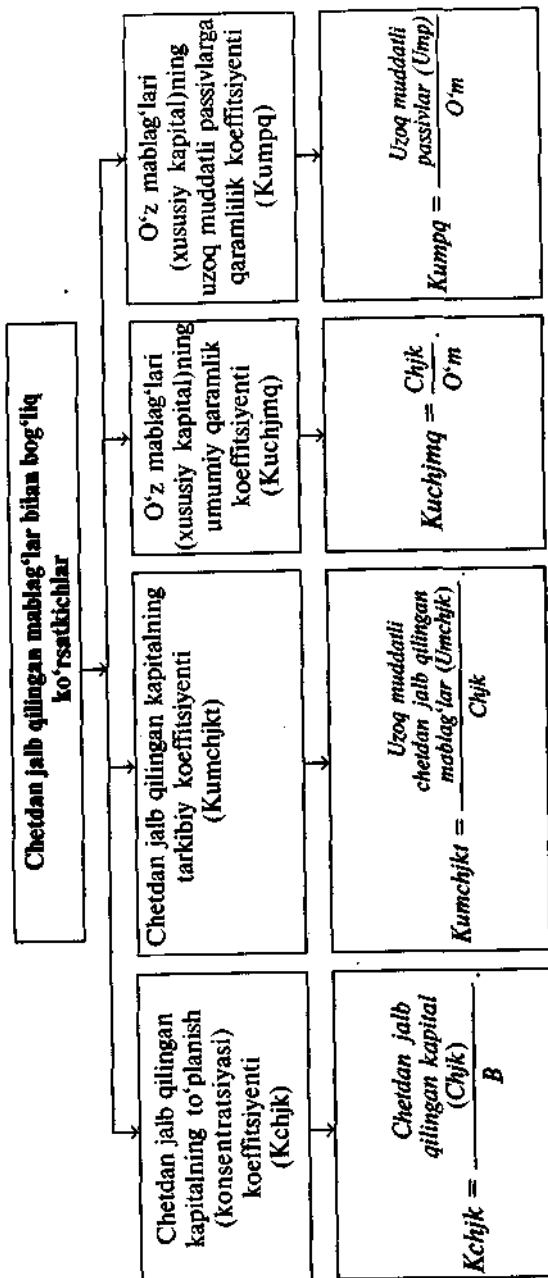 Chetdan jalb qilingan mablag‘lar bilan bog‘liq
ko‘rsatkichlar
Chetdan jalb qilingan
kapitalning to‘planish
(konsentratsiyasi)
koeffitsiyenti
(Kchjk)
Chetdan jalb qilingan kapitalning
tarkibiy koeffitsiyenti
(Kumchjkt)
O‘z mablag‘lari
(xususiy kapital)ning
umumiy qaramlik
koeffitsiyenti
(Kuchjmq)
O‘z mablag‘lari
(xususiy kapital)ning
uzoq muddatli passivlarga
qaramlilik koeffitsiyenti
(Kumpq)
Chetdan jalb
qilingan kapital
(Chjk)
Kchjk =
B
Uzoq muddatli
chetdan jalb qilingan
mablag‘lar (Umchjk)
Kumchjkt =
Chjk
Chjk
Kuchjmq =
O‘m
Uzoq muddatli
passivlar (Ump)
Kumpq =
O‘m